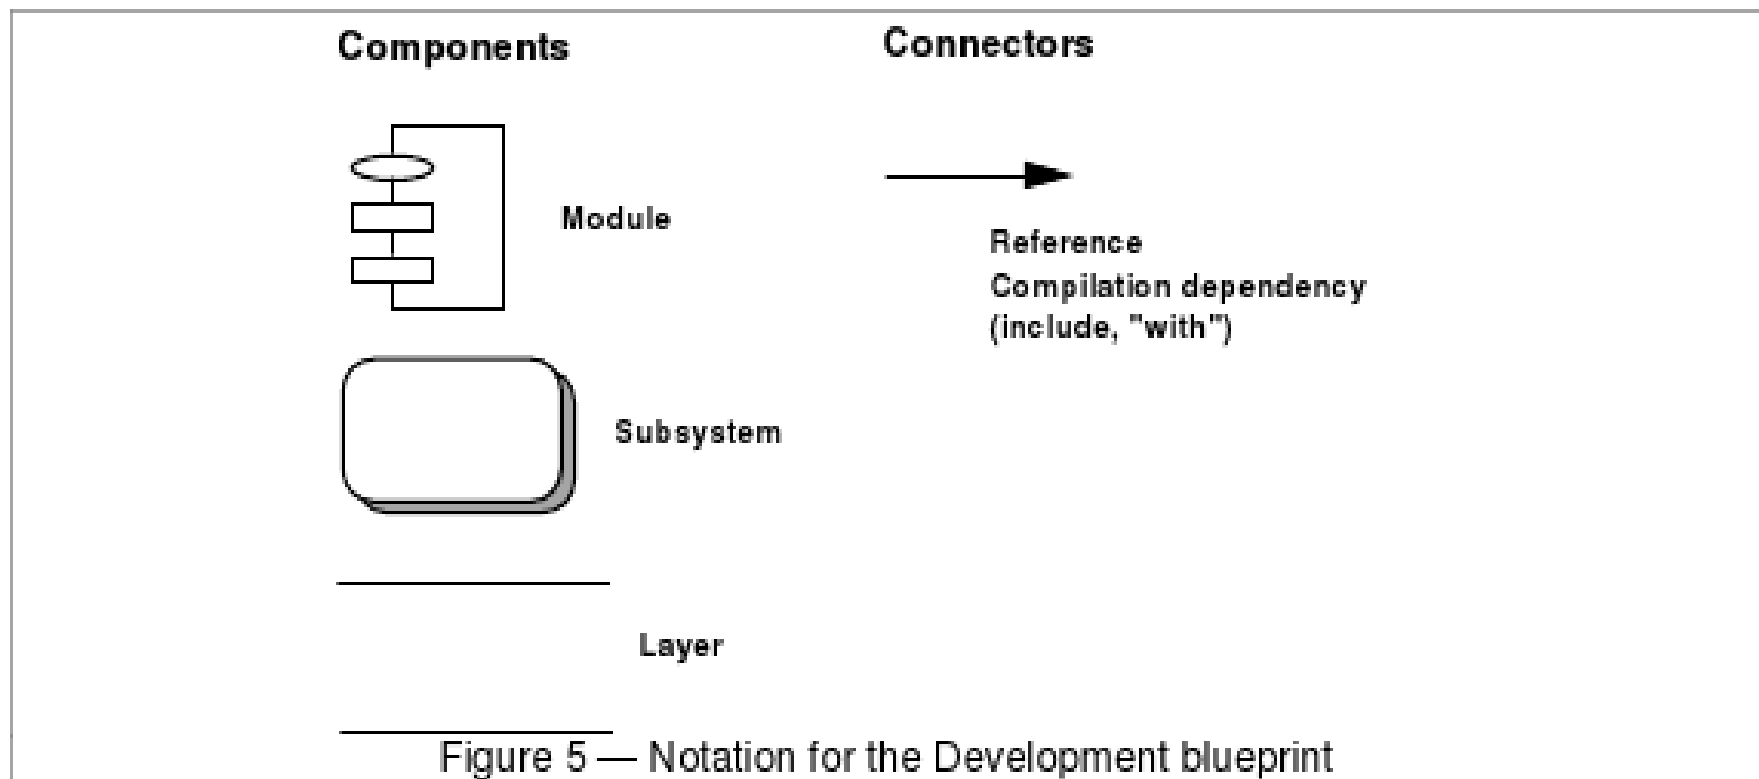 Components
Connectors
Module
Reference
Compilation dependency
(include, "with")
Subsystem
Layer
Figure 5 — Notation for the Development blueprint